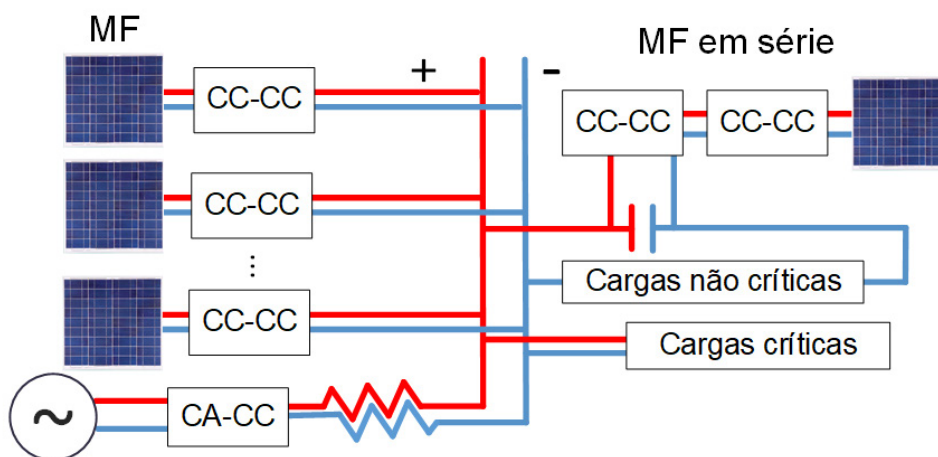 MF
MF em série
+
-
CC-CC
CC-CC
CC-CC
CC-CC
CC-CC
...
Cargas não críticas
CC-CC
Cargas críticas
~
CA-CC